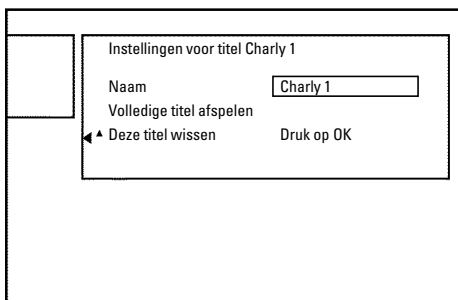 Instellingen voor titel Charly 1
Naam Charly 1
Volledige titel afspelen
Deze titel wissen Druk op OK